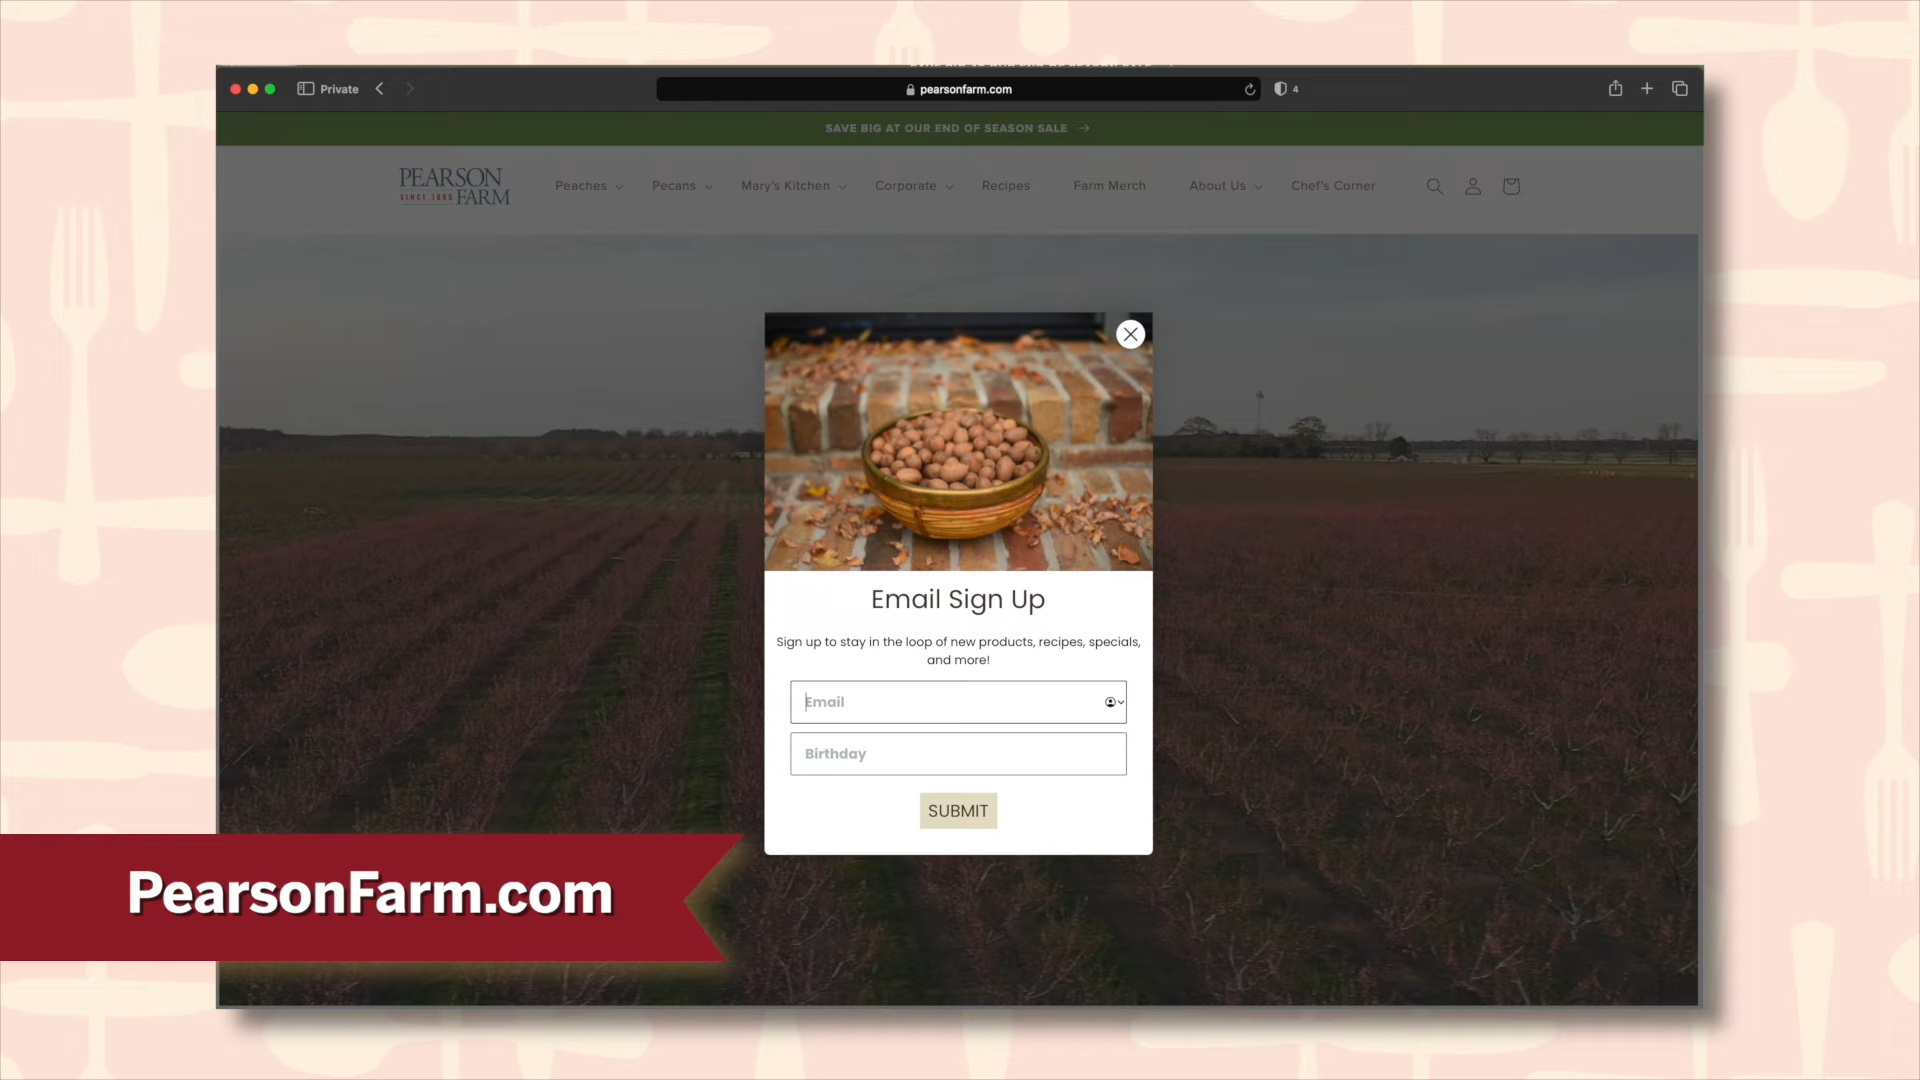 Private
pearsonfarm.com
4
SAVE BIG AT OUR END OF SEASON SALE →
PEARSON
SINCE 1885 FARM
Peaches
Pecans
Mary's Kitchen
Corporate
Recipes
Farm Merch
About Us
Chef's Corner
Email Sign Up
Sign up to stay in the loop of new products, recipes, specials,
and more!
Email
Birthday
SUBMIT
PearsonFarm.com